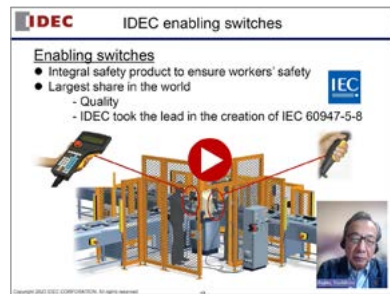 IDEC
IDEC enabling switches
Enabling switches
● Integral safety product to ensure workers' safety
● Largest share in the world
- Quality
- IDEC took the lead in the creation of IEC 60947-5-8
IEC